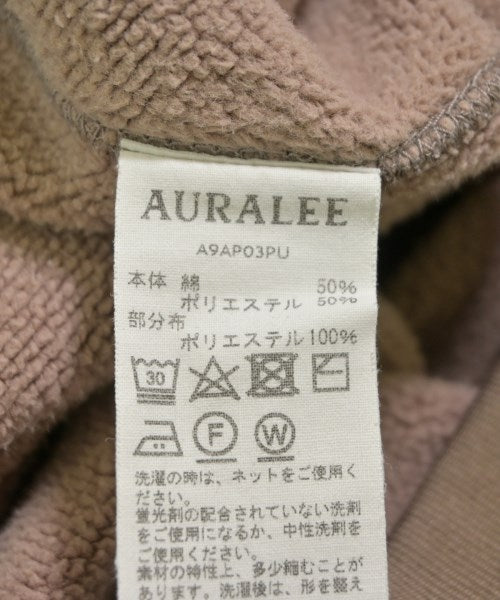 AURALEE
A9AP03PU
本体 綿 50%
ポリエステル 50%
部分布
ポリエステル 100%
30
F W
洗濯の時は、ネットをご使用く
ださい。
蛍光剤の配合されていない洗剤
をご使用になるか、中性洗剤をご
使用ください。
素材の特性上、多少縮むことが
あります。洗濯後は、形を整え